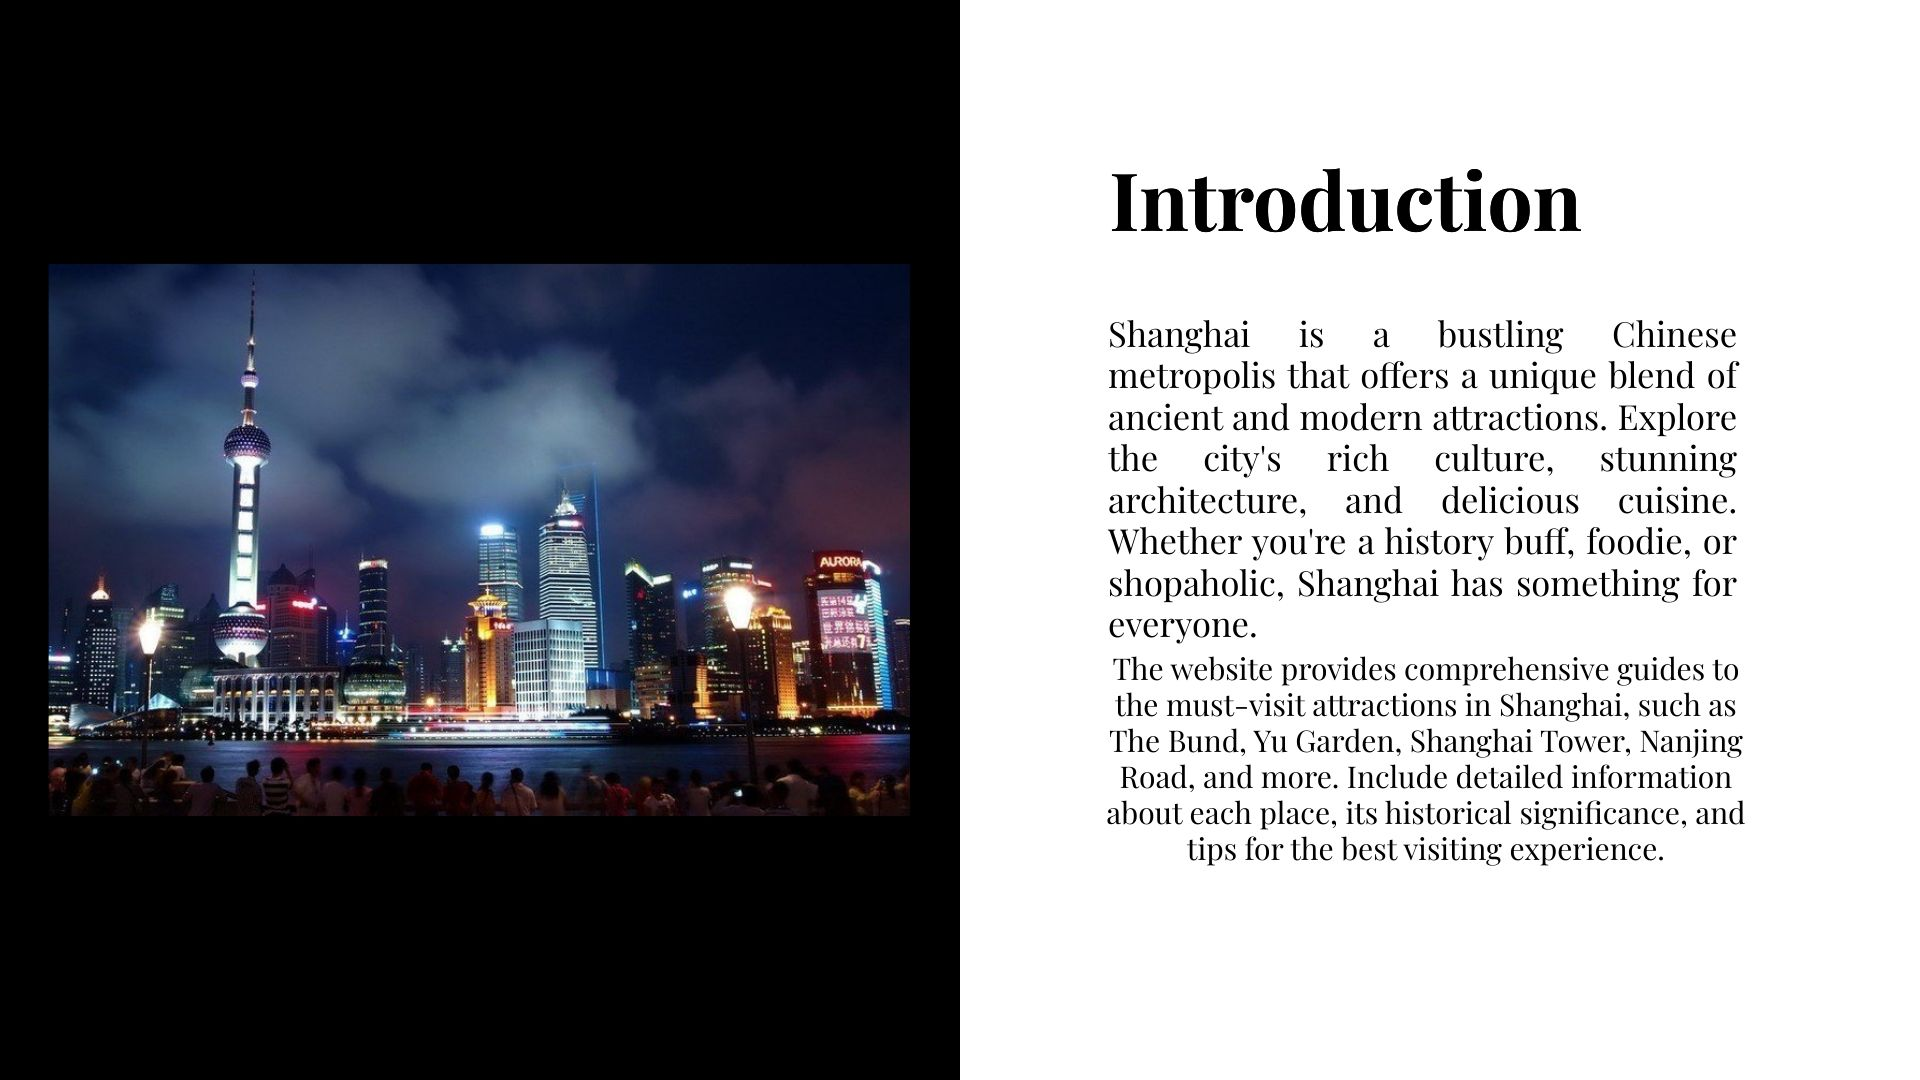 Introduction
Shanghai is a bustling Chinese
metropolis that offers a unique blend of
ancient and modern attractions. Explore
the city's rich culture, stunning
architecture, and delicious cuisine.
Whether you're a history buff, foodie, or
shopaholic, Shanghai has something for
everyone.
The website provides comprehensive guides to
the must-visit attractions in Shanghai, such as
The Bund, Yu Garden, Shanghai Tower, Nanjing
Road, and more. Include detailed information
about each place, its historical significance, and
tips for the best visiting experience.
AURORA